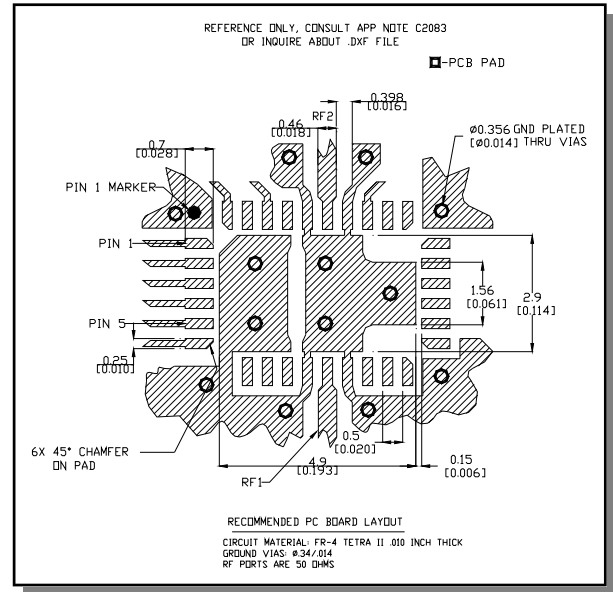 REFERENCE ONLY, CONSULT APP NOTE C2083
OR INQUIRE ABOUT .DXF FILE
-PCB PAD
0.398
[0.016]
RF2
0.46
[0.018]
Ø0.356 GND PLATED
[Ø0.014] THRU VIAS
0.7
[0.028]
PIN 1 MARKER
PIN 1
1.56
[0.061]
2.9
[0.114]
PIN 5
0.25
[0.010]
6X 45° CHAMFER
ON PAD
0.5
[0.020]
4.9
[0.193]
0.15
[0.006]
RF1
RECOMMENDED PC BOARD LAYOUT
CIRCUIT MATERIAL: FR-4 TETRA II .010 INCH THICK
GROUND VIAS: Ø.34/.014
RF PORTS ARE 50 OHMS